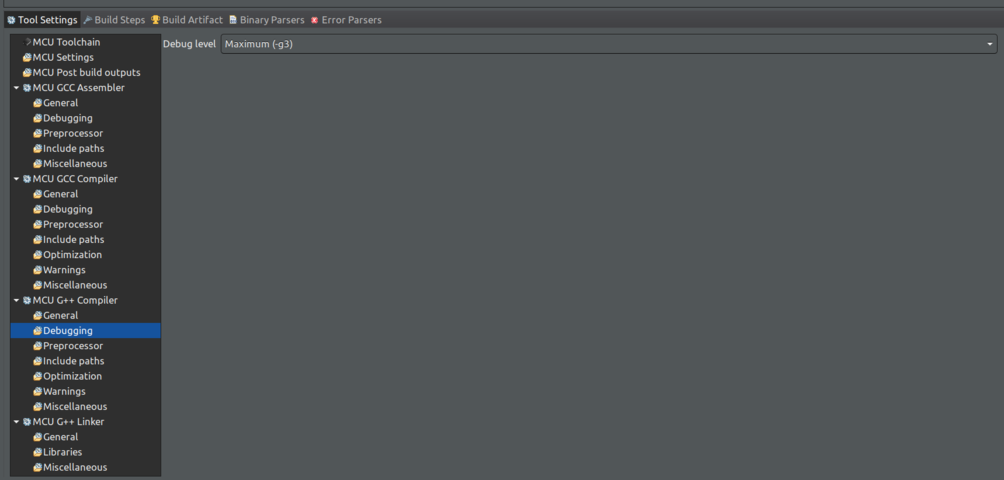 Tool Settings Build Steps Build Artifact Binary Parsers Error Parsers
MCU Toolchain
Debug level Maximum (-g3)
MCU Settings
MCU Post build outputs
MCU GCC Assembler
General
Debugging
Preprocessor
Include paths
Miscellaneous
MCU GCC Compiler
General
Debugging
Preprocessor
Include paths
Optimization
Warnings
Miscellaneous
MCU G++ Compiler
General
Debugging
Preprocessor
Include paths
Optimization
Warnings
Miscellaneous
MCU G++ Linker
General
Libraries
Miscellaneous